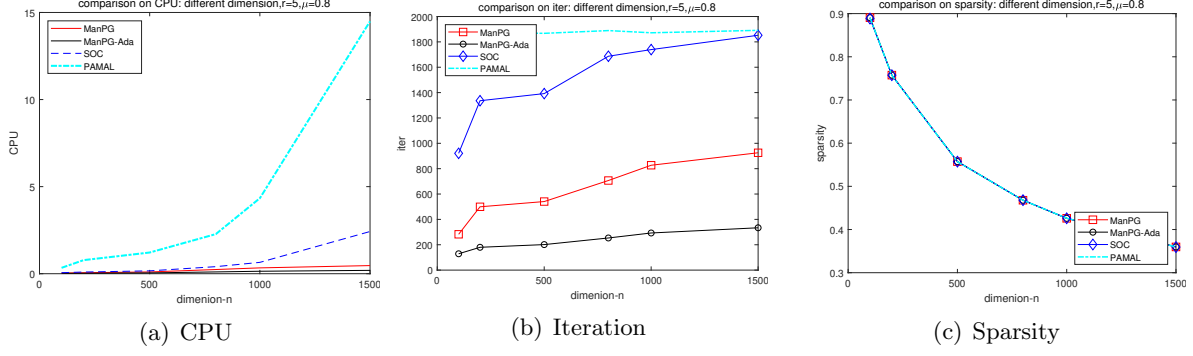 comparison on CPU: different dimension,r=5,μ=0.8
15
10
5
0
CPU
ManPG
ManPG-Ada
SOC
PAMAL
0
500
1000
1500
dimenion-n
(a) CPU
comparison on iter: different dimension,r=5,μ=0.8
2000
1800
1600
1400
1200
1000
800
600
400
200
0
iter
ManPG
ManPG-Ada
SOC
PAMAL
0
500
1000
1500
dimenion-n
(b) Iteration
comparison on sparsity: different dimension,r=5,μ=0.8
0.9
0.8
0.7
0.6
0.5
0.4
0.3
sparsity
ManPG
ManPG-Ada
SOC
PAMAL
0
500
1000
1500
dimenion-n
(c) Sparsity